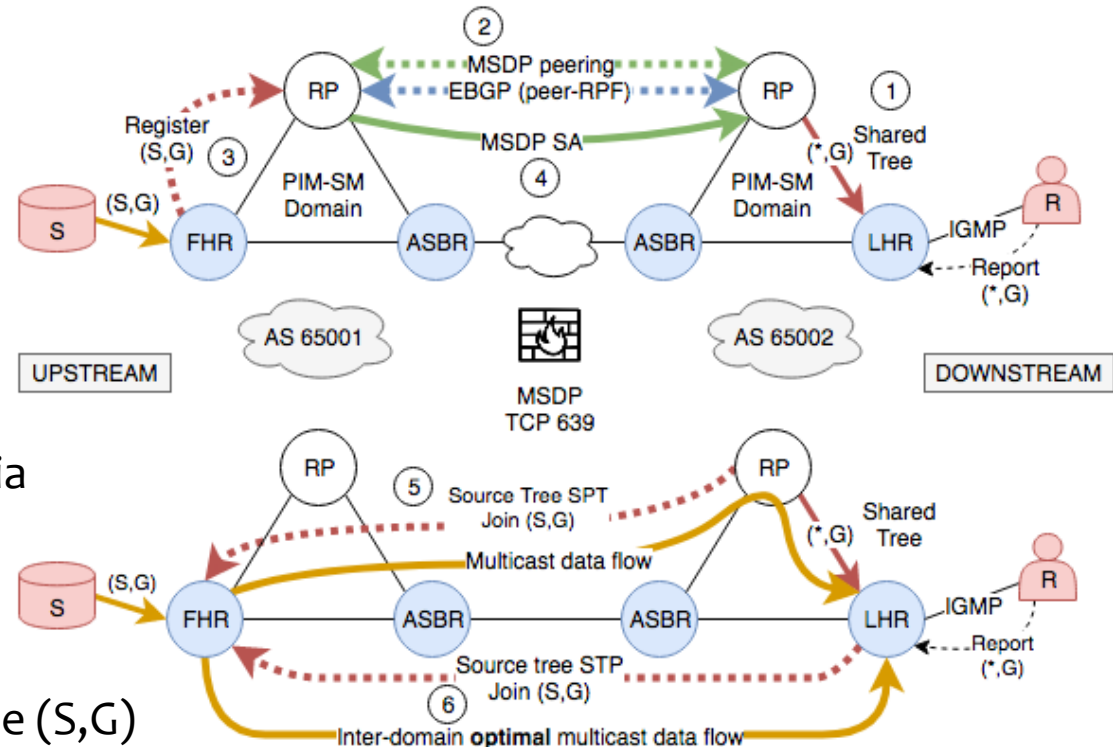 2
MSDP peering
EBGP (peer-RPF)
RP
RP
1
Register
(S,G)
3
MSDP SA
Shared
Tree
(*,G)
4
PIM-SM
Domain
PIM-SM
Domain
(S,G)
S
FHR
ASBR
ASBR
LHR
IGMP
R
Report
(*,G)
AS 65001
AS 65002
UPSTREAM
DOWNSTREAM
MSDP
TCP 639
ia
RP
RP
5
Source Tree SPT
Join (S,G)
Shared
Tree
(*,G)
Multicast data flow
(S,G)
S
FHR
ASBR
ASBR
LHR
IGMP
R
Report
(*,G)
Source tree STP
Join (S,G)
6
e (S,G)
Inter-domain optimal multicast data flow